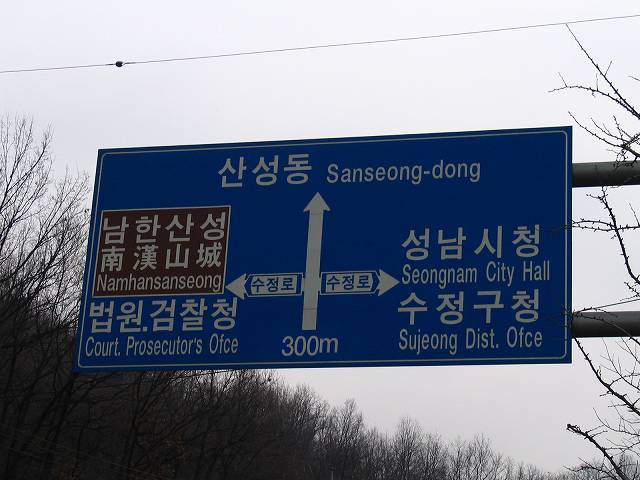 산성동 Sanseong-dong
남한산성
南漢山城
Namhansanseong
법원.검찰청
Court. Prosecutor's Ofce
수정로
수정로
300m
성남시청
Seongnam City Hall
수정구청
Sujeong Dist. Ofce